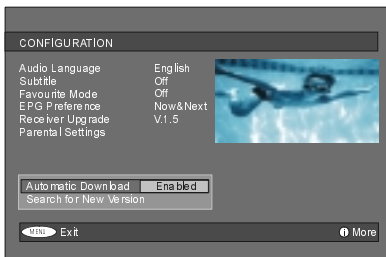 CONFIGURATION
Audio Language English
Subtitle Off
Favourite Mode Off
EPG Preference Now&Next
Receiver Upgrade V.1.5
Parental Settings
Automatic Download Enabled
Search for New Version
MENU Exit i More